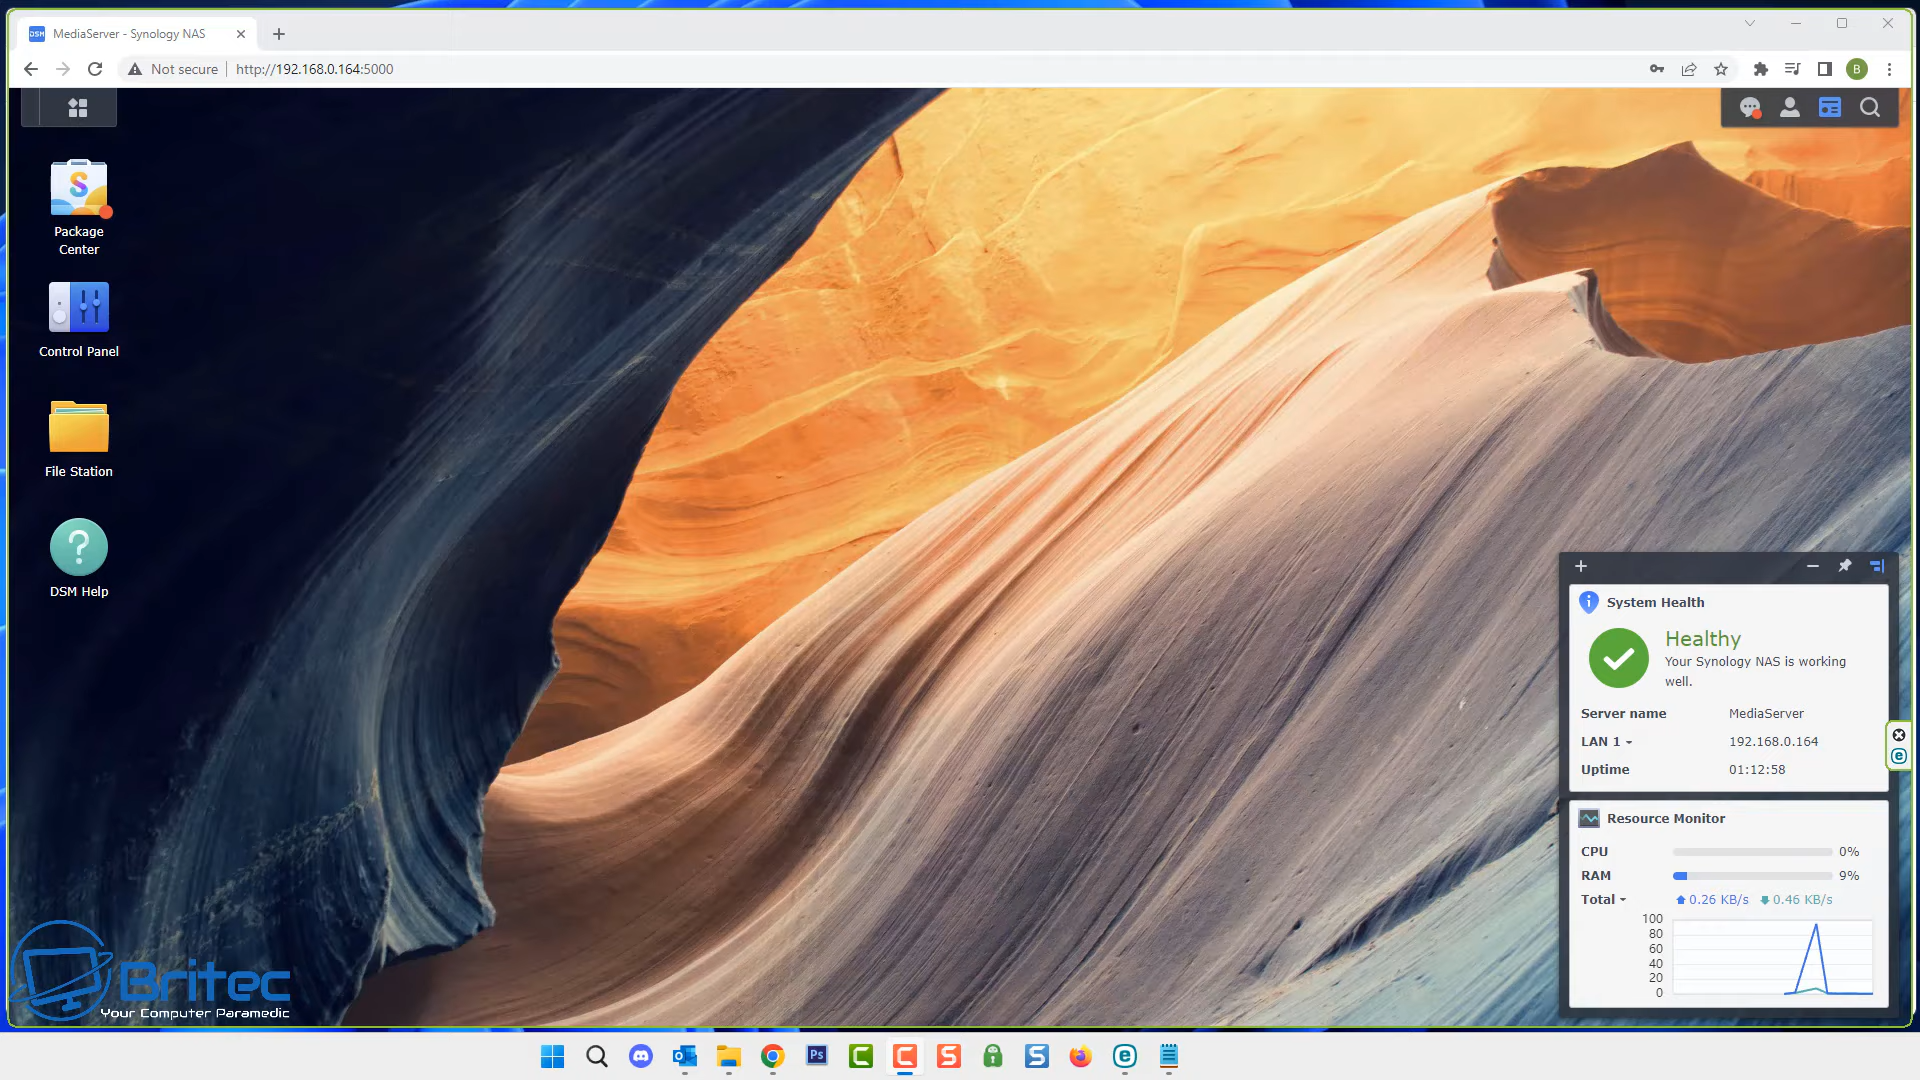 MediaServer - Synology NAS
Not secure
http://192.168.0.164:5000
B
Package
Center
Control Panel
File Station
DSM Help
System Health
Healthy
Your Synology NAS is working
well.
Server name MediaServer
LAN 1 192.168.0.164
Uptime 01:12:58
Resource Monitor
CPU 0%
RAM 9%
Total 0.26 KB/s 0.46 KB/s
100
80
60
40
20
0
Britec
Your Computer Paramedic